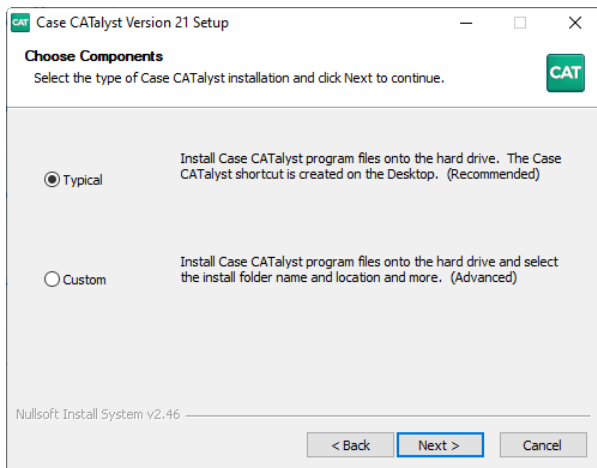 CAT Case CATalyst Version 21 Setup
Choose Components
Select the type of Case CATalyst installation and click Next to continue.
CAT
Typical
Install Case CATalyst program files onto the hard drive.  The Case
CATalyst shortcut is created on the Desktop.  (Recommended)
Custom
Install Case CATalyst program files onto the hard drive and select
the install folder name and location and more.  (Advanced)
Nullsoft Install System v2.46
< Back Next > Cancel